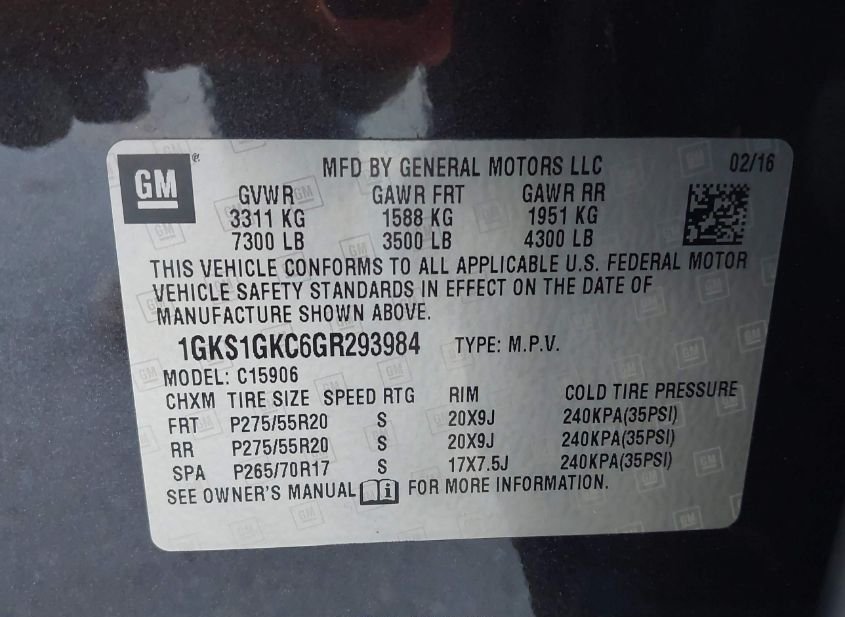 GM ®
MFD BY GENERAL MOTORS LLC 02/16
GVWR GAWR FRT GAWR RR
3311 KG 1588 KG 1951 KG
7300 LB 3500 LB 4300 LB
THIS VEHICLE CONFORMS TO ALL APPLICABLE U.S. FEDERAL MOTOR
VEHICLE SAFETY STANDARDS IN EFFECT ON THE DATE OF
MANUFACTURE SHOWN ABOVE.
1GKS1GKC6GR293984 TYPE: M.P.V.
MODEL: C15906
CHXM TIRE SIZE SPEED RTG RIM COLD TIRE PRESSURE
FRT P275/55R20 S 20X9J 240KPA(35PSI)
RR P275/55R20 S 20X9J 240KPA(35PSI)
SPA P265/70R17 S 17X7.5J 240KPA(35PSI)
SEE OWNER'S MANUAL i FOR MORE INFORMATION.